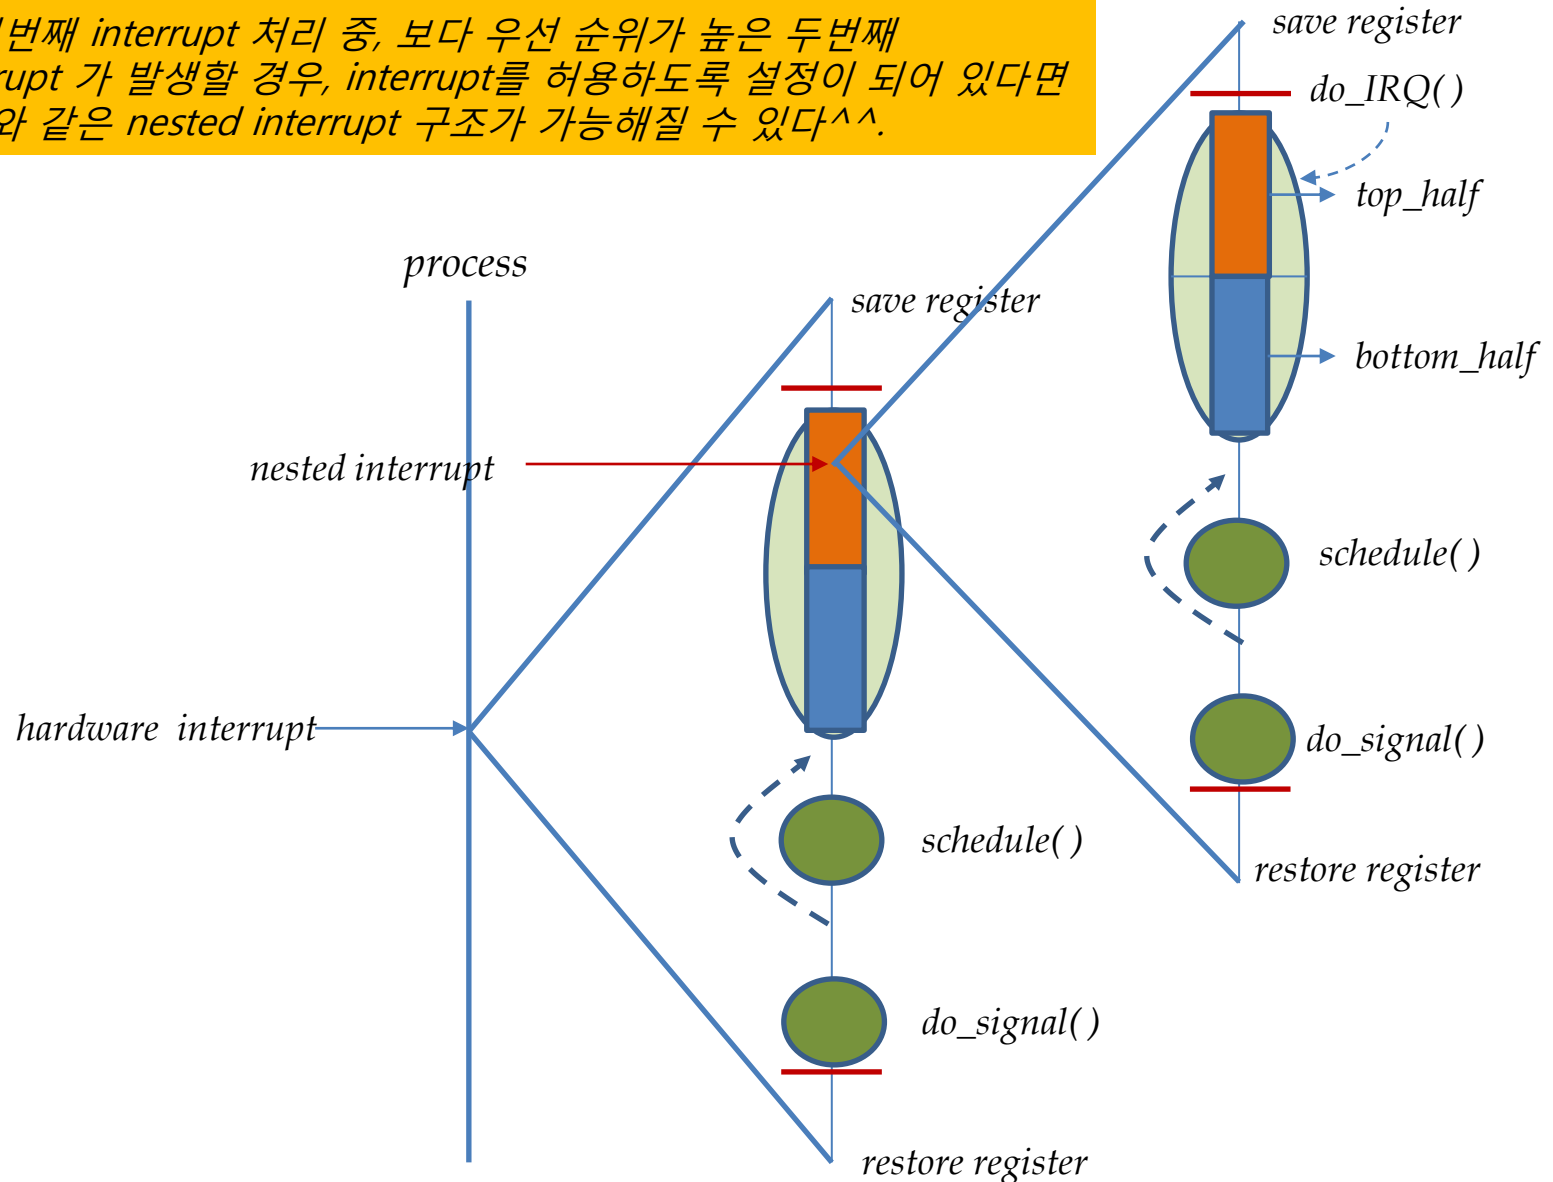 번째 interrupt 처리 중, 보다 우선 순위가 높은 두번째
rupt 가 발생할 경우, interrupt를 허용하도록 설정이 되어 있다면
와 같은 nested interrupt 구조가 가능해질 수 있다^^.
save register
do_IRQ( )
top_half
process
save register
bottom_half
nested interrupt
schedule( )
hardware interrupt
do_signal( )
schedule( )
restore register
do_signal( )
restore register